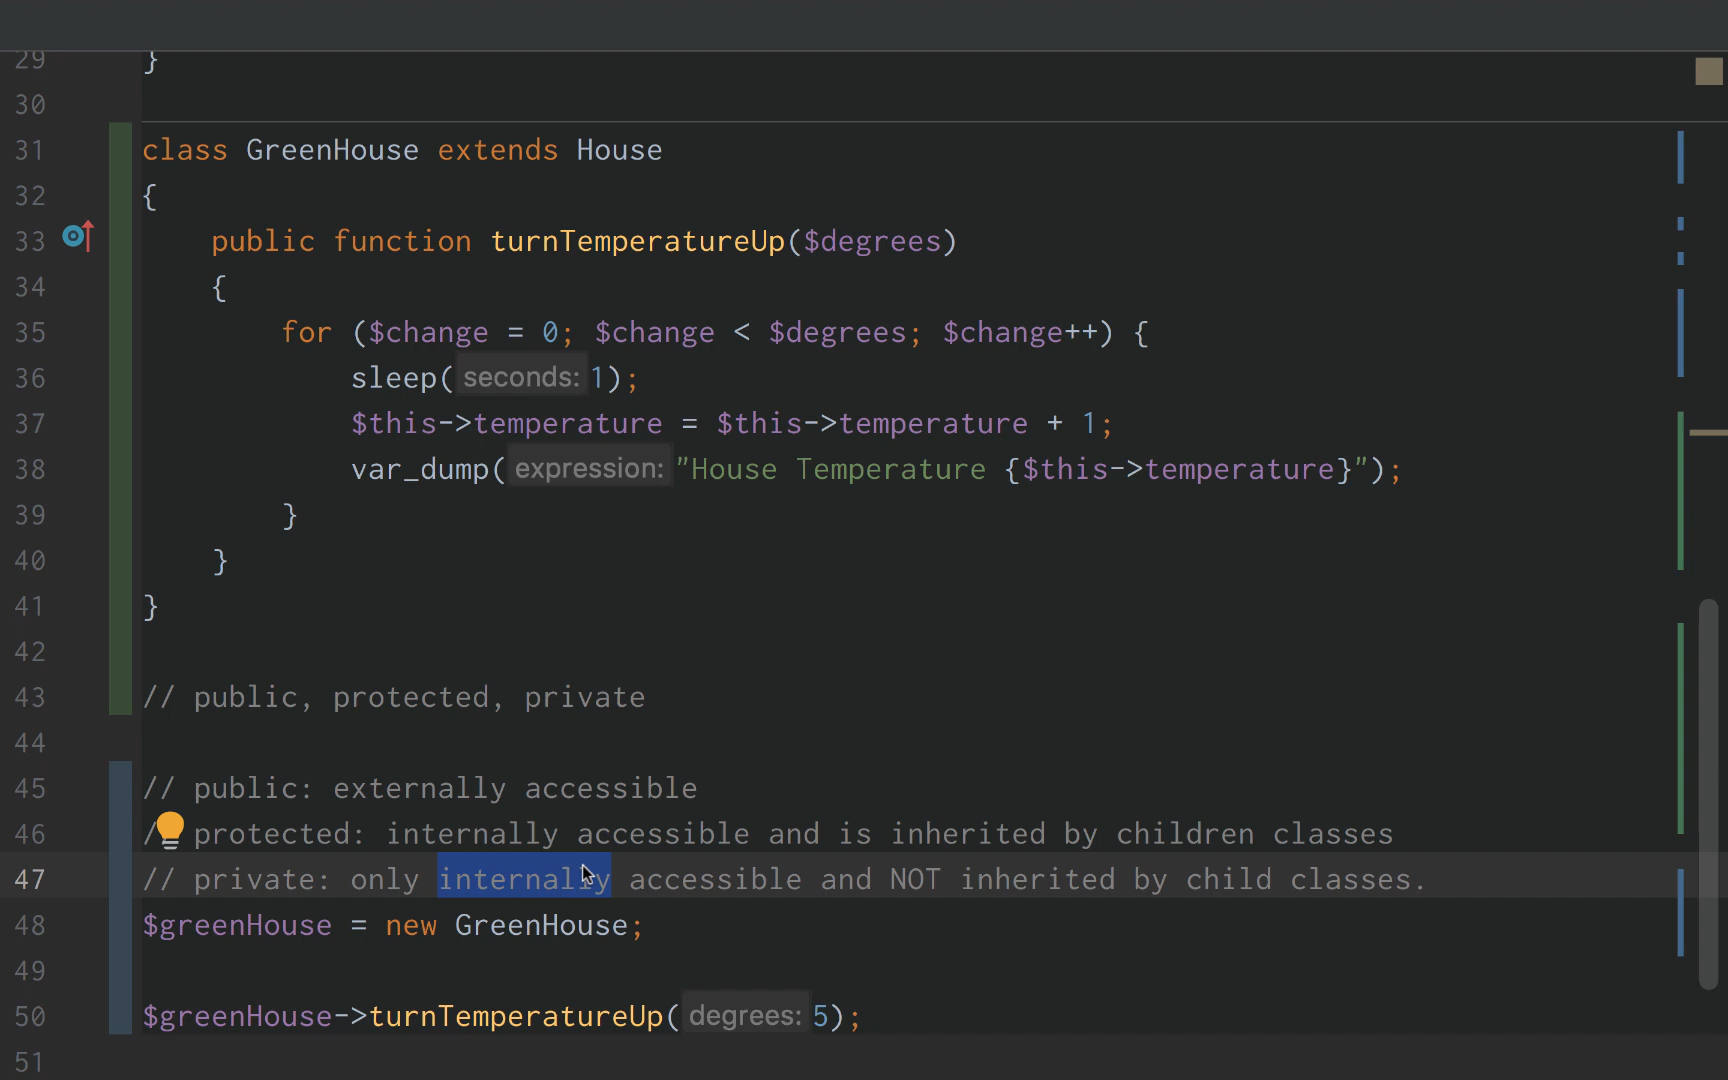 29 }
30
31 class GreenHouse extends House
32 {
33 public function turnTemperatureUp($degrees)
34 {
35 for ($change = 0; $change < $degrees; $change++) {
36 sleep( seconds: 1);
37 $this->temperature = $this->temperature + 1;
38 var_dump( expression: "House Temperature {$this->temperature}");
39 }
40 }
41 }
42
43 // public, protected, private
44
45 // public: externally accessible
46 / protected: internally accessible and is inherited by children classes
47 // private: only internally accessible and NOT inherited by child classes.
48 $greenHouse = new GreenHouse;
49
50 $greenHouse->turnTemperatureUp( degrees: 5);
51